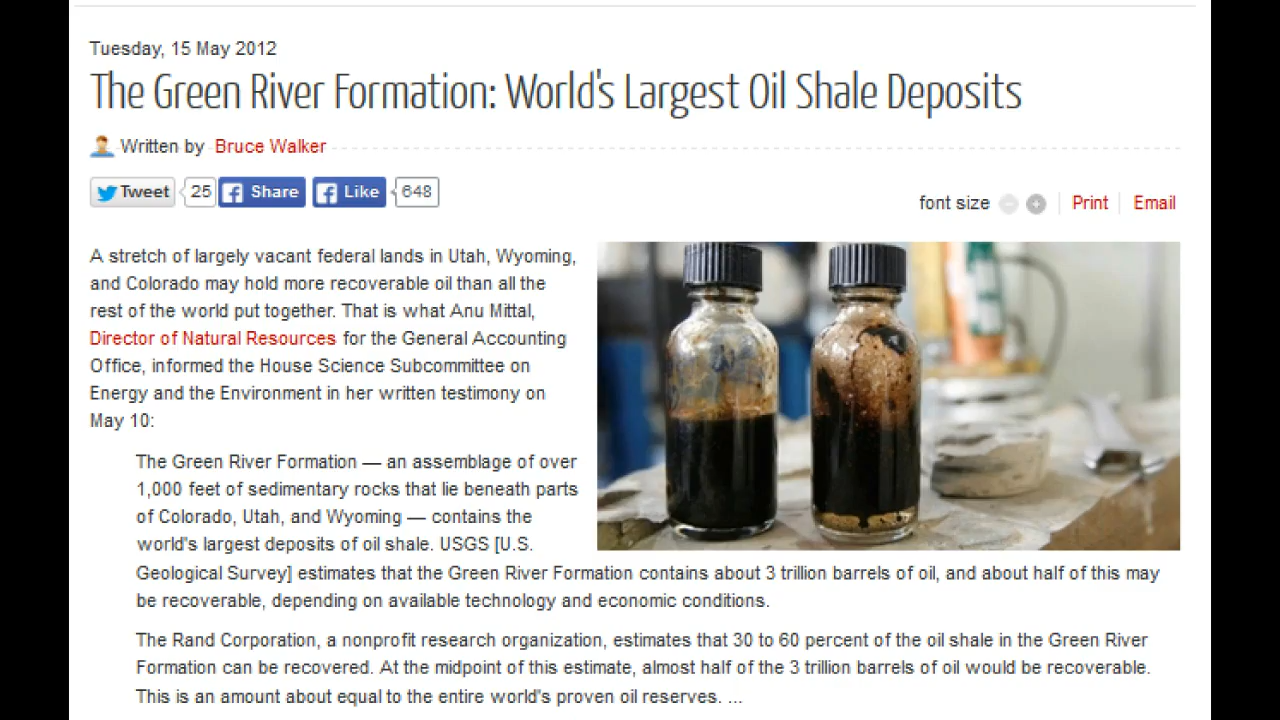 Tuesday, 15 May 2012
The Green River Formation: World's Largest Oil Shale Deposits
Written by Bruce Walker
Tweet 25 Share Like 648
font size Print Email
A stretch of largely vacant federal lands in Utah, Wyoming,
and Colorado may hold more recoverable oil than all the
rest of the world put together. That is what Anu Mittal,
Director of Natural Resources for the General Accounting
Office, informed the House Science Subcommittee on
Energy and the Environment in her written testimony on
May 10:
The Green River Formation — an assemblage of over
1,000 feet of sedimentary rocks that lie beneath parts
of Colorado, Utah, and Wyoming — contains the
world's largest deposits of oil shale. USGS [U.S.
Geological Survey] estimates that the Green River Formation contains about 3 trillion barrels of oil, and about half of this may
be recoverable, depending on available technology and economic conditions.
The Rand Corporation, a nonprofit research organization, estimates that 30 to 60 percent of the oil shale in the Green River
Formation can be recovered. At the midpoint of this estimate, almost half of the 3 trillion barrels of oil would be recoverable.
This is an amount about equal to the entire world's proven oil reserves. ...